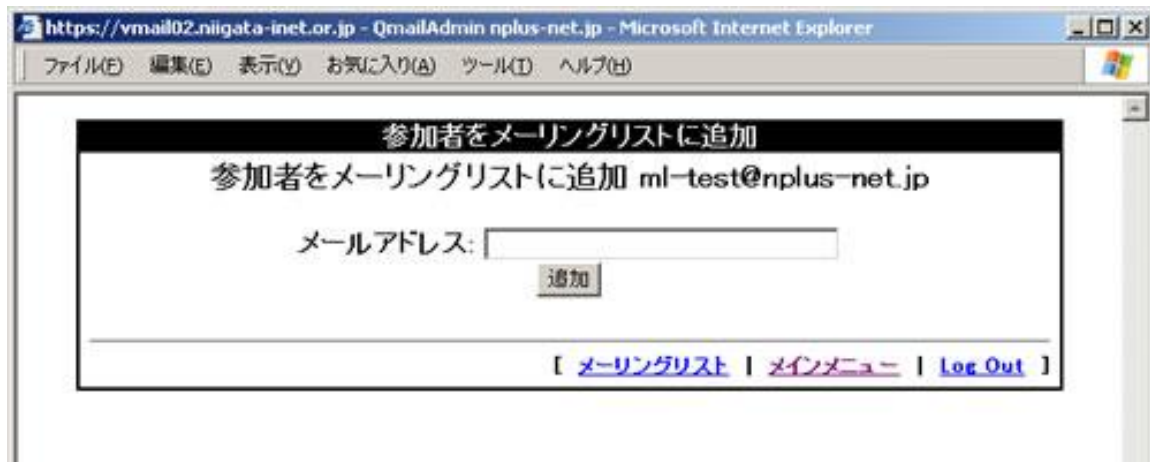 https://vmail02.niigata-inet.or.jp - QmailAdmin nplus-net.jp - Microsoft Internet Explorer
ファイル(F) 編集(E) 表示(V) お気に入り(A) ツール(T) ヘルプ(H)
参加者をメーリングリストに追加
参加者をメーリングリストに追加 ml-test@nplus-net.jp
メールアドレス:
追加
[ メーリングリスト | メインメニュー | Log Out ]